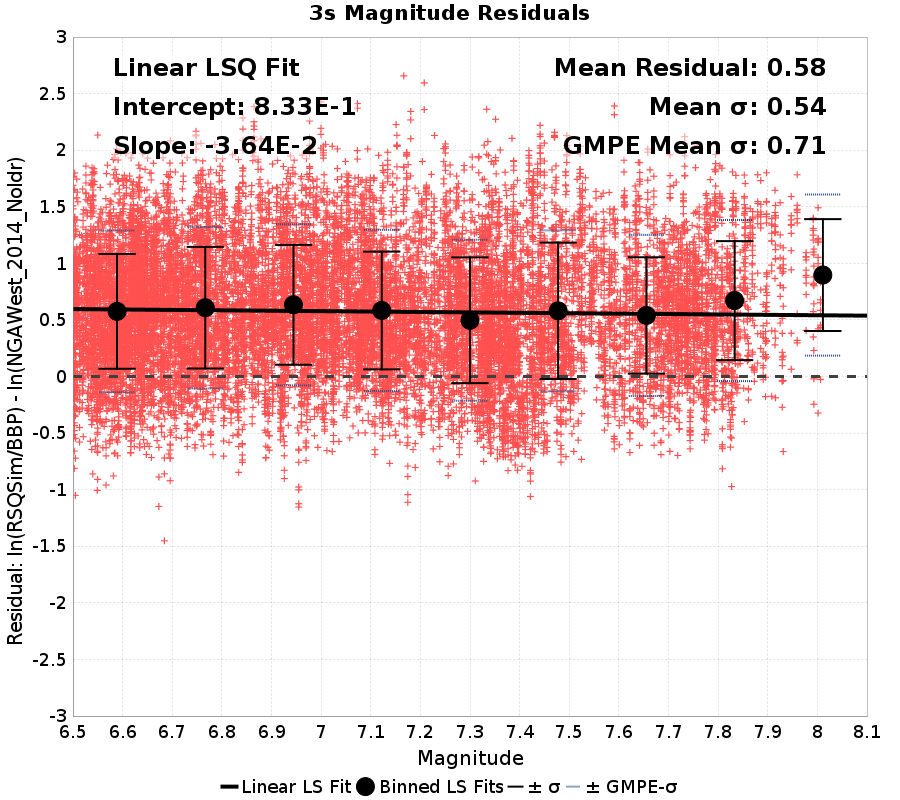 3s Magnitude Residuals
Linear LSQ Fit
Intercept: 8.33E-1
Slope: -3.64E-2
Mean Residual: 0.58
Mean σ: 0.54
GMPE Mean σ: 0.71
Residual: ln(RSQSim/BBP) - ln(NGAWest_2014_NoIdr)
3
2.5
2
1.5
1
0.5
0
-0.5
-1
-1.5
-2
-2.5
-3
6.5 6.6 6.7 6.8 6.9 7 7.1 7.2 7.3 7.4 7.5 7.6 7.7 7.8 7.9 8 8.1
Magnitude
Linear LS Fit Binned LS Fits ± σ ± GMPE-σ